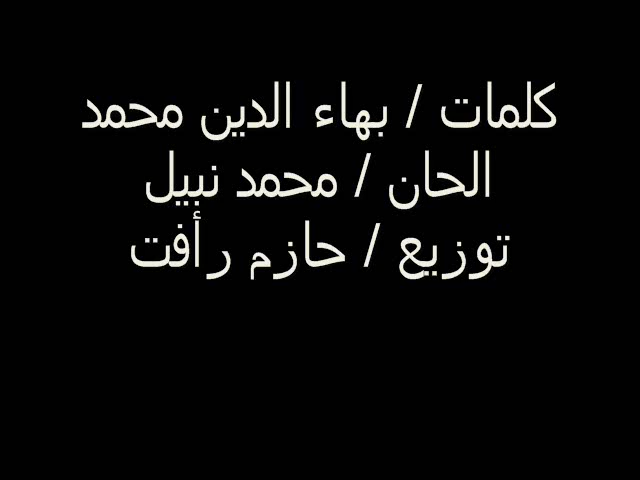 كلمات / بهاء الدين محمد
الحان / محمد نبيل
توزيع / حازم رأفت